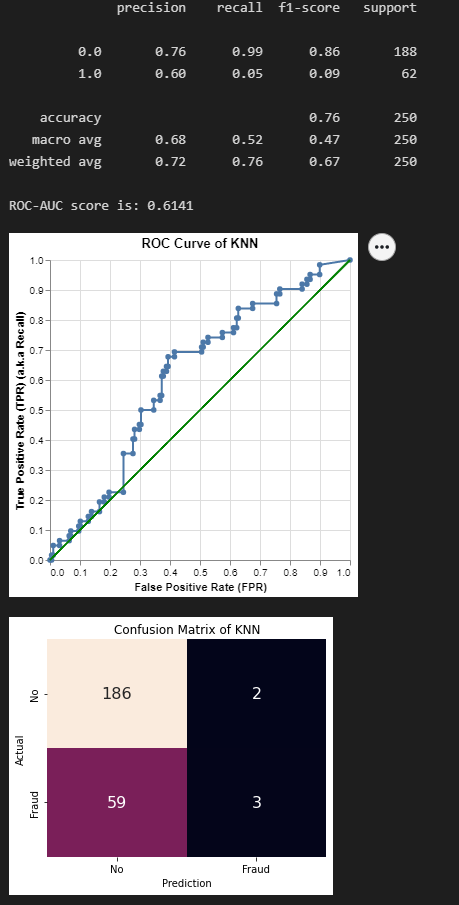 precision recall f1-score support
0.0 0.76 0.99 0.86 188
1.0 0.60 0.05 0.09 62
accuracy 0.76 250
macro avg 0.68 0.52 0.47 250
weighted avg 0.72 0.76 0.67 250
ROC-AUC score is: 0.6141
ROC Curve of KNN
True Positive Rate (TPR) (a.k.a Recall)
1.0
0.9
0.8
0.7
0.6
0.5
0.4
0.3
0.2
0.1
0.0
0.0 0.1 0.2 0.3 0.4 0.5 0.6 0.7 0.8 0.9 1.0
False Positive Rate (FPR)
Confusion Matrix of KNN
Actual
No 186 2
Fraud 59 3
No Fraud
Prediction